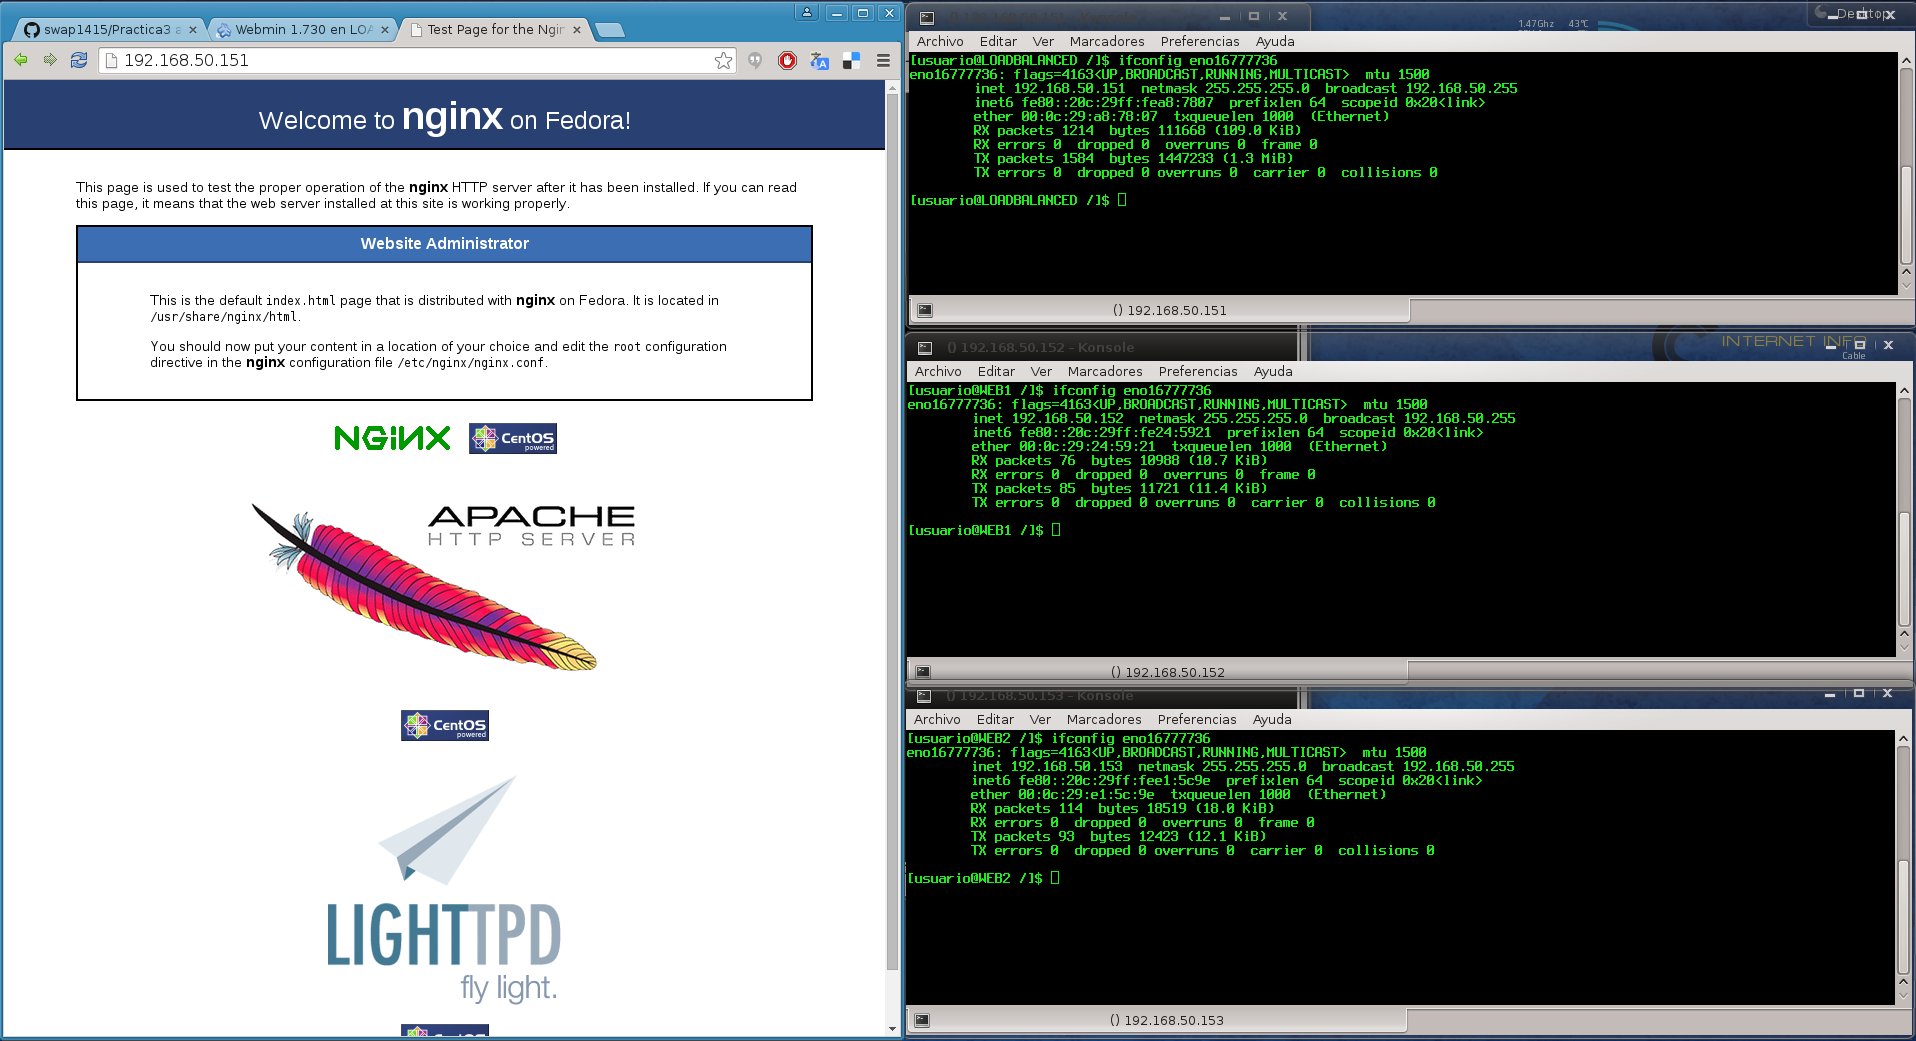 swap1415/Practica3 a
Webmin 1.730 en LOA
Test Page for the Ngin
192.168.50.151
Welcome to nginx on Fedora!
This page is used to test the proper operation of the nginx HTTP server after it has been installed. If you can read
this page, it means that the web server installed at this site is working properly.
Website Administrator
This is the default index.html page that is distributed with nginx on Fedora. It is located in
/usr/share/nginx/html.
You should now put your content in a location of your choice and edit the root configuration
directive in the nginx configuration file /etc/nginx/nginx.conf.
NGiNX
CentOS
powered
APACHE
HTTP SERVER
CentOS
powered
LIGHTTPD
fly light.
() 192.168.50.151 - Konsole
1.47Ghz 43°C
Desktop
Archivo Editar Ver Marcadores Preferencias Ayuda
[usuario@LOADBALANCED /]$ ifconfig eno16777736
eno16777736: flags=4163<UP,BROADCAST,RUNNING,MULTICAST>  mtu 1500
inet 192.168.50.151  netmask 255.255.255.0  broadcast 192.168.50.255
inet6 fe80::20c:29ff:fea8:7807  prefixlen 64  scopeid 0x20<link>
ether 00:0c:29:a8:78:07  txqueuelen 1000  (Ethernet)
RX packets 1214  bytes 111668 (109.0 KiB)
RX errors 0  dropped 0  overruns 0  frame 0
TX packets 1584  bytes 1447233 (1.3 MiB)
TX errors 0  dropped 0 overruns 0  carrier 0  collisions 0
[usuario@LOADBALANCED /]$
() 192.168.50.151
() 192.168.50.152 - Konsole
INTERNET INFO
Cable
Archivo Editar Ver Marcadores Preferencias Ayuda
[usuario@WEB1 /]$ ifconfig eno16777736
eno16777736: flags=4163<UP,BROADCAST,RUNNING,MULTICAST>  mtu 1500
inet 192.168.50.152  netmask 255.255.255.0  broadcast 192.168.50.255
inet6 fe80::20c:29ff:fe24:5921  prefixlen 64  scopeid 0x20<link>
ether 00:0c:29:24:59:21  txqueuelen 1000  (Ethernet)
RX packets 76  bytes 10988 (10.7 KiB)
RX errors 0  dropped 0  overruns 0  frame 0
TX packets 85  bytes 11721 (11.4 KiB)
TX errors 0  dropped 0 overruns 0  carrier 0  collisions 0
[usuario@WEB1 /]$
() 192.168.50.152
() 192.168.50.153 - Konsole
Archivo Editar Ver Marcadores Preferencias Ayuda
[usuario@WEB2 /]$ ifconfig eno16777736
eno16777736: flags=4163<UP,BROADCAST,RUNNING,MULTICAST>  mtu 1500
inet 192.168.50.153  netmask 255.255.255.0  broadcast 192.168.50.255
inet6 fe80::20c:29ff:fee1:5c9e  prefixlen 64  scopeid 0x20<link>
ether 00:0c:29:e1:5c:9e  txqueuelen 1000  (Ethernet)
RX packets 114  bytes 18519 (18.0 KiB)
RX errors 0  dropped 0  overruns 0  frame 0
TX packets 93  bytes 12423 (12.1 KiB)
TX errors 0  dropped 0 overruns 0  carrier 0  collisions 0
[usuario@WEB2 /]$
() 192.168.50.153